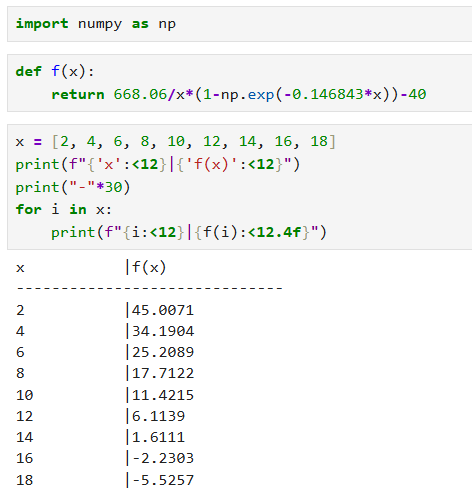 import numpy as np
def f(x):
    return 668.06/x*(1-np.exp(-0.146843*x))-40
x = [2, 4, 6, 8, 10, 12, 14, 16, 18]
print(f"{'x':<12}|{'f(x)':<12}")
print("-"*30)
for i in x:
    print(f"{i:<12}|{f(i):<12.4f}")
x           |f(x)
------------------------------
2           |45.0071
4           |34.1904
6           |25.2089
8           |17.7122
10          |11.4215
12          |6.1139
14          |1.6111
16          |-2.2303
18          |-5.5257